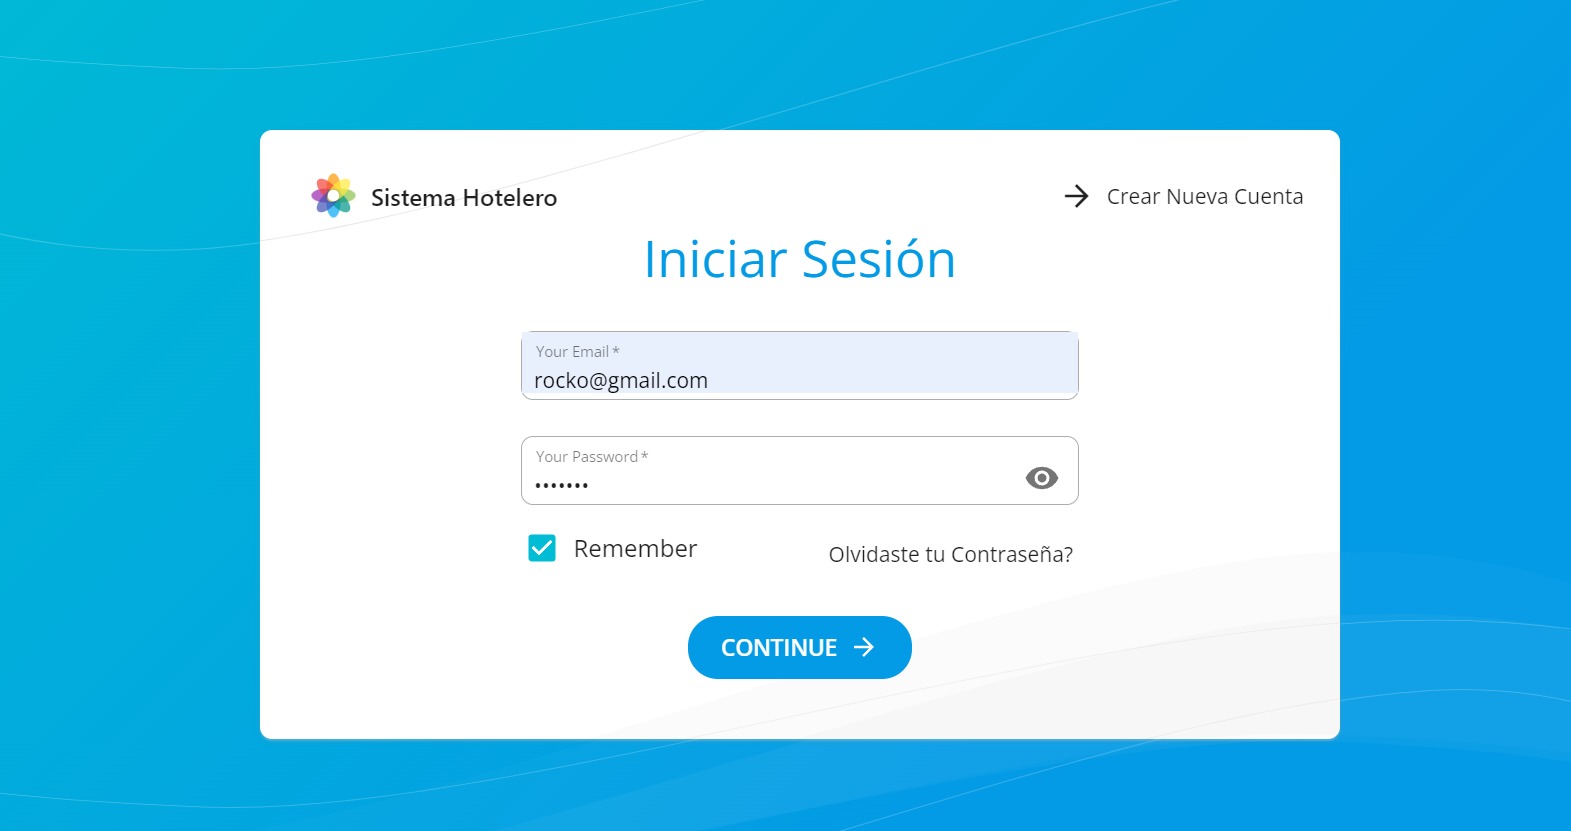 Sistema Hotelero
Crear Nueva Cuenta
Iniciar Sesión
Your Email *
rocko@gmail.com
Your Password *
•••••••
Remember
Olvidaste tu Contraseña?
CONTINUE